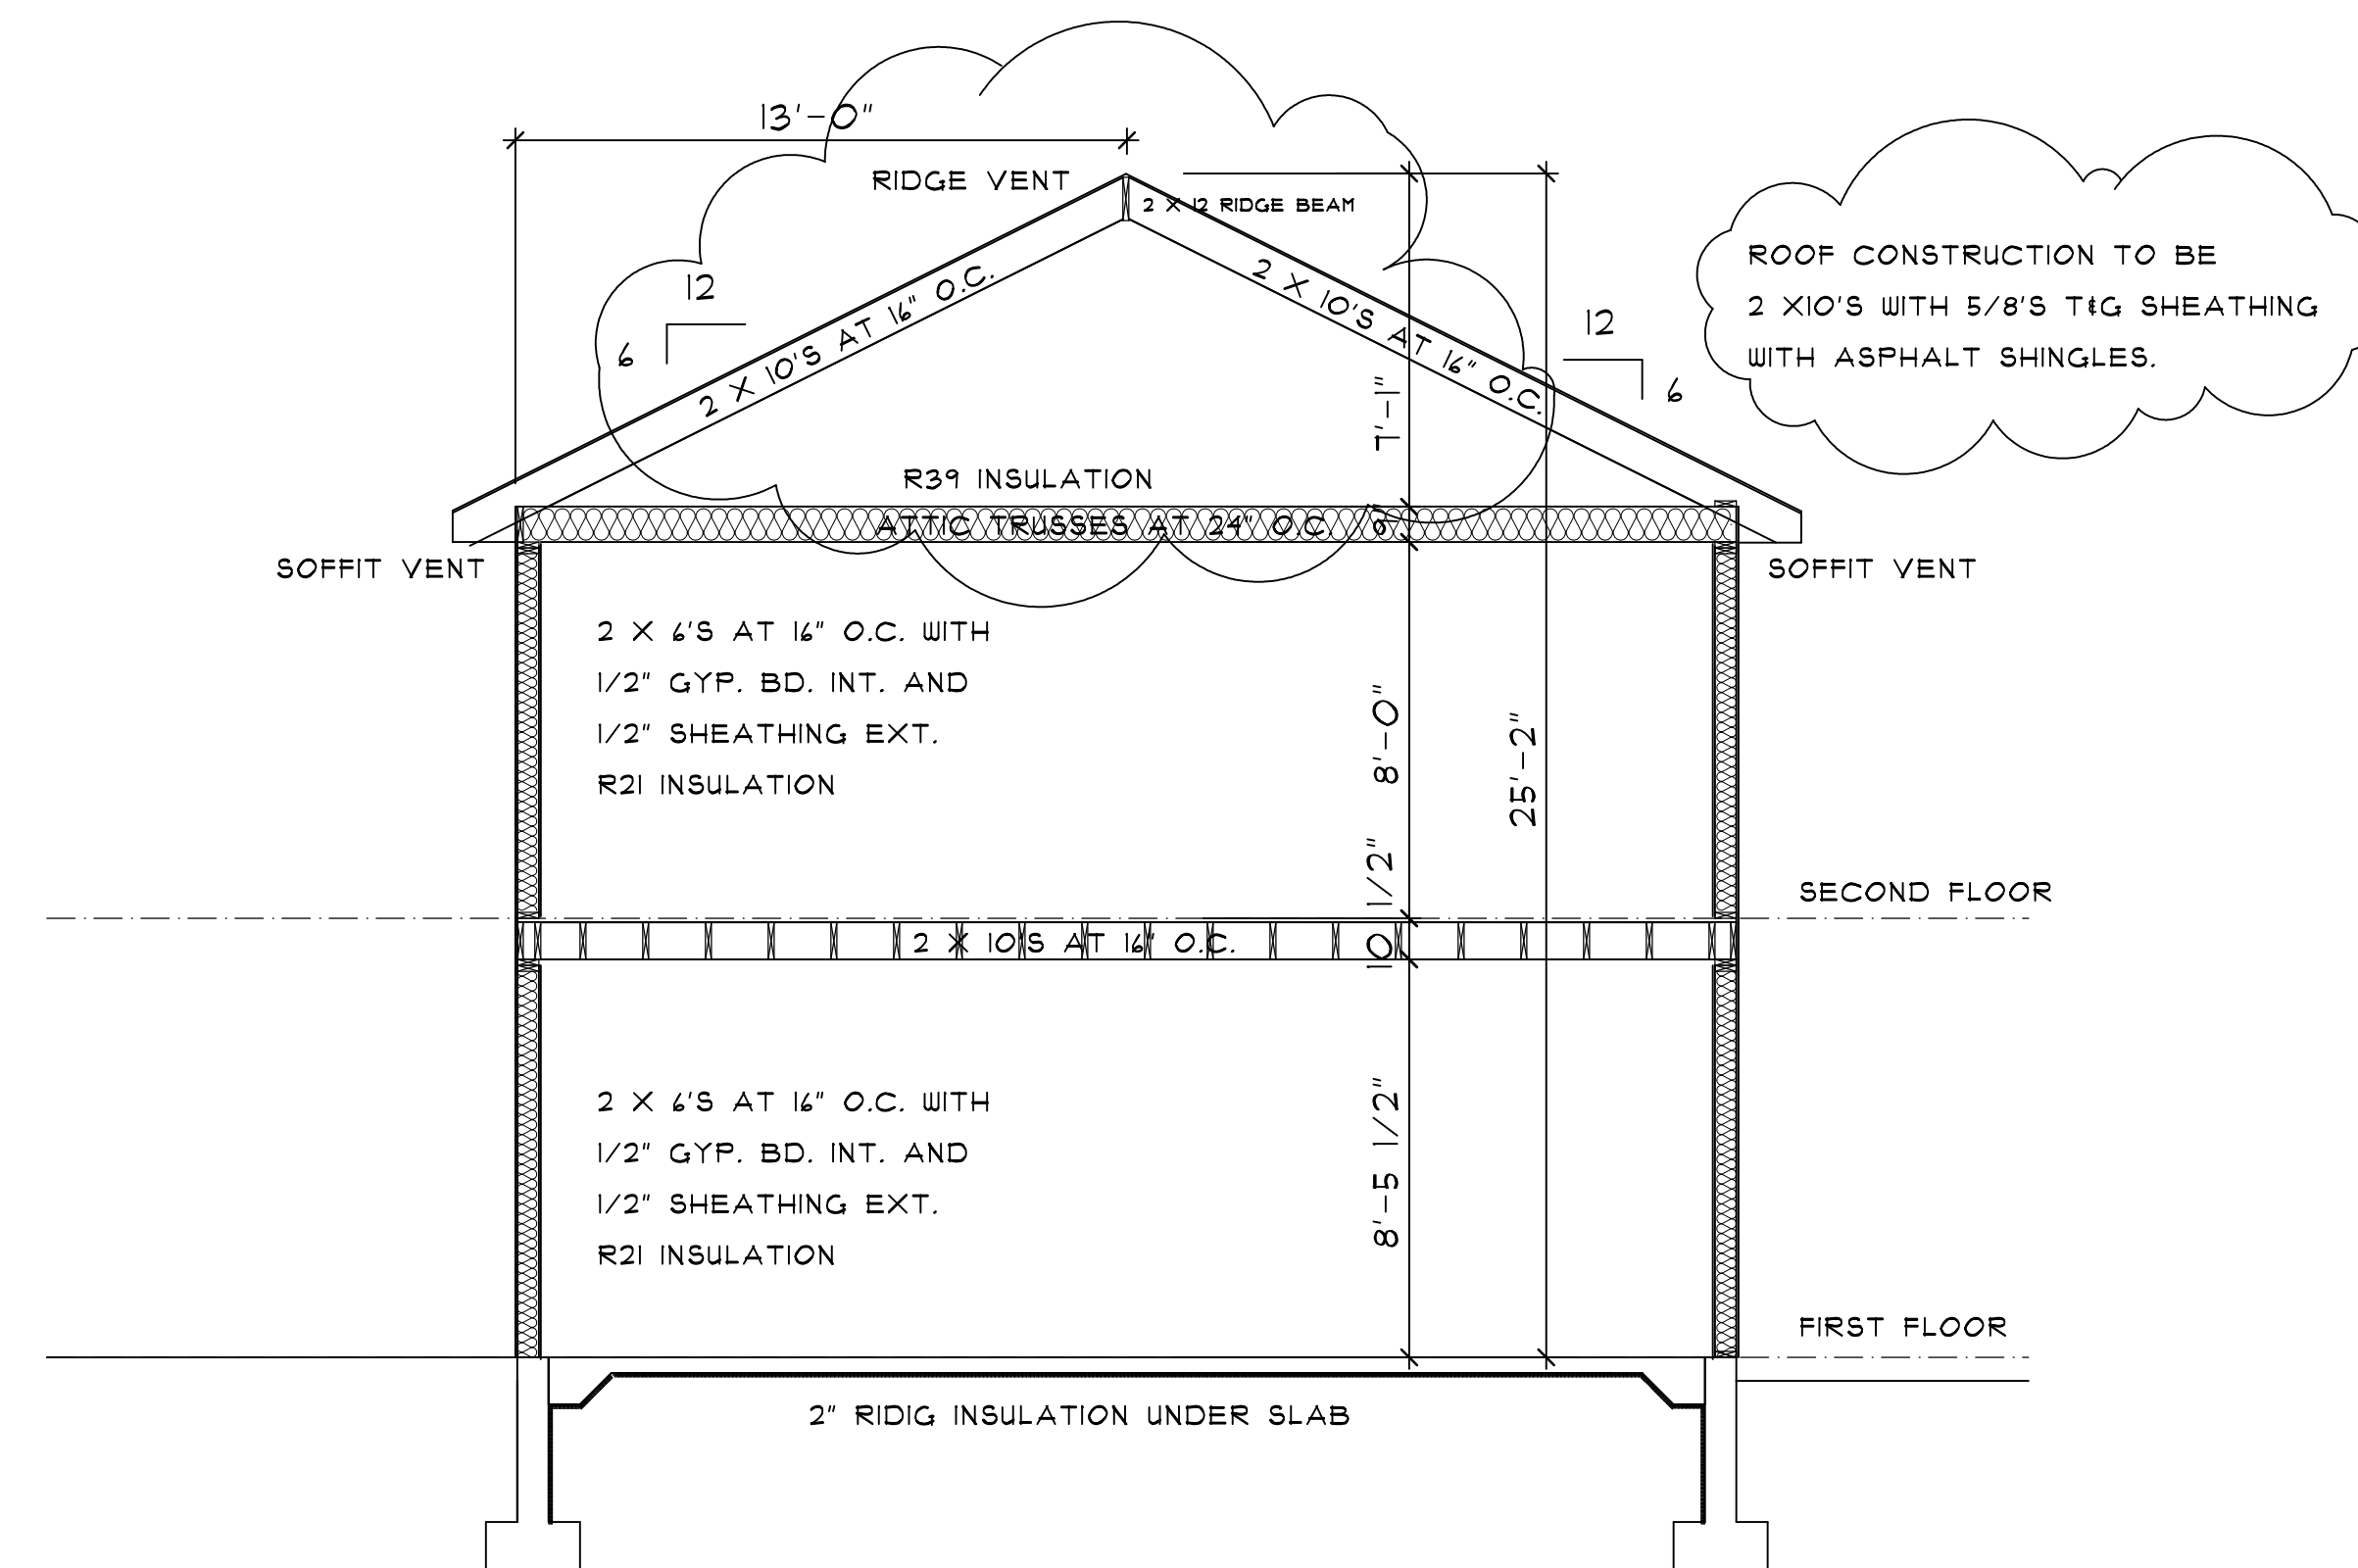 13'-0"
RIDGE VENT
2 X 12 RIDGE BEAM
ROOF CONSTRUCTION TO BE
2 X10'S WITH 5/8'S T&G SHEATHING
WITH ASPHALT SHINGLES.
12
6
2 X 10'S AT 16" O.C.
2 X 10'S AT 16" O.C.
12
6
7'-1"
R39 INSULATION
ATTIC TRUSSES AT 24" O.C.
9"
SOFFIT VENT
SOFFIT VENT
2 X 6'S AT 16" O.C. WITH
1/2" GYP. BD. INT. AND
1/2" SHEATHING EXT.
R21 INSULATION
8'-0"
25'-2"
SECOND FLOOR
10 1/2"
2 X 10'S AT 16" O.C.
2 X 6'S AT 16" O.C. WITH
1/2" GYP. BD. INT. AND
1/2" SHEATHING EXT.
R21 INSULATION
8'-5 1/2"
FIRST FLOOR
2" RIDIG INSULATION UNDER SLAB